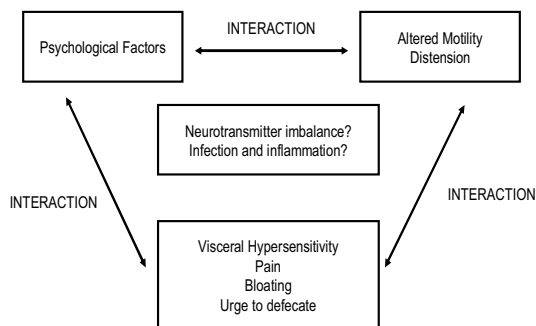 INTERACTION
Psychological Factors
Altered Motility
Distension
Neurotransmitter imbalance?
Infection and inflammation?
INTERACTION
INTERACTION
Visceral Hypersensitivity
Pain
Bloating
Urge to defecate